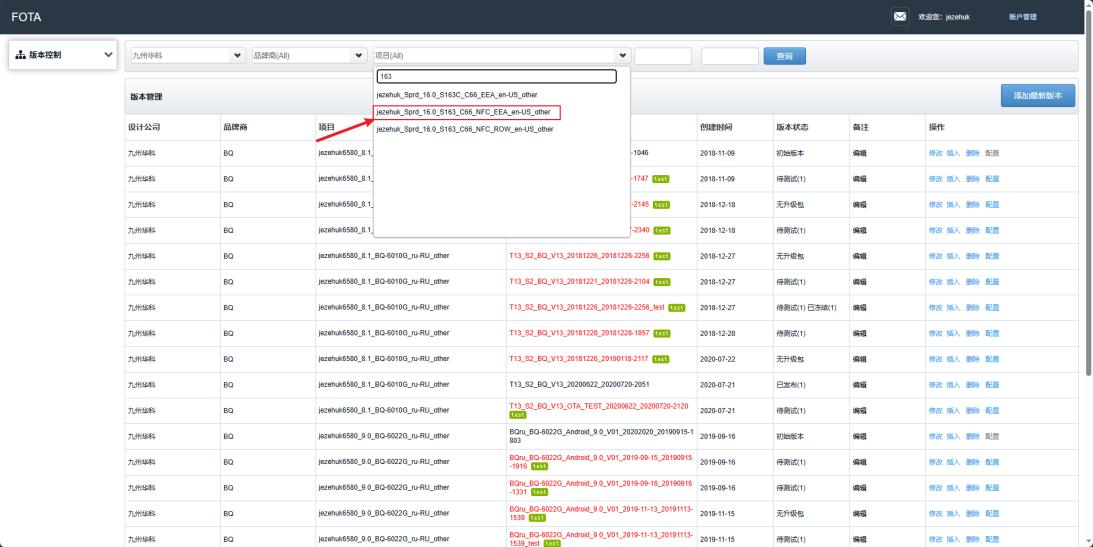 FOTA
欢迎您: jezehuk
账户管理
版本控制
九州华科
品牌商(All)
项目(All)
查询
163
jezehuk_Sprd_16.0_S163C_C66_EEA_en-US_other
jezehuk_Sprd_16.0_S163_C66_NFC_EEA_en-US_other
jezehuk_Sprd_16.0_S163_C66_NFC_ROW_en-US_other
版本管理
添加最新版本
设计公司 品牌商 项目 创建时间 版本状态 备注 操作
九州华科 BQ jezehuk6580_8.1_ -1046 2018-11-09 初始版本 编辑 修改 插入 删除 配置
九州华科 BQ jezehuk6580_8.1_ -1747 test 2018-11-09 待测试(1) 编辑 修改 插入 删除 配置
九州华科 BQ jezehuk6580_8.1_ -2145 test 2018-12-18 无升级包 编辑 修改 插入 删除 配置
九州华科 BQ jezehuk6580_8.1_ -2340 test 2018-12-18 待测试(1) 编辑 修改 插入 删除 配置
九州华科 BQ jezehuk6580_8.1_BQ-6010G_ru-RU_other T13_S2_BQ_V13_20181226_20181226-2256 test 2018-12-27 无升级包 编辑 修改 插入 删除 配置
九州华科 BQ jezehuk6580_8.1_BQ-6010G_ru-RU_other T13_S2_BQ_V13_20181221_20181226-2104 test 2018-12-27 待测试(1) 编辑 修改 插入 删除 配置
九州华科 BQ jezehuk6580_8.1_BQ-6010G_ru-RU_other T13_S2_BQ_V13_20181226_20181226-2256_test test 2018-12-27 待测试(1) 已冻结(1) 编辑 修改 插入 删除 配置
九州华科 BQ jezehuk6580_8.1_BQ-6010G_ru-RU_other T13_S2_BQ_V13_20181228_20181228-1857 test 2018-12-28 待测试(1) 编辑 修改 插入 删除 配置
九州华科 BQ jezehuk6580_8.1_BQ-6010G_ru-RU_other T13_S2_BQ_V13_20181226_20190118-2117 test 2020-07-22 无升级包 编辑 修改 插入 删除 配置
九州华科 BQ jezehuk6580_8.1_BQ-6010G_ru-RU_other T13_S2_BQ_V13_20200622_20200720-2051 2020-07-21 已发布(1) 编辑 修改 插入 删除 配置
九州华科 BQ jezehuk6580_8.1_BQ-6010G_ru-RU_other T13_S2_BQ_V13_OTA_TEST_20200622_20200720-2120 2020-07-21 待测试(1) 编辑 修改 插入 删除 配置
test
九州华科 BQ jezehuk6580_9.0_BQ-6022G_ru-RU_other BQru_BQ-6022G_Android_9.0_V01_20202020_20190915-1 2019-09-16 初始版本 编辑 修改 插入 删除 配置
803
九州华科 BQ jezehuk6580_9.0_BQ-6022G_ru-RU_other BQru_BQ-6022G_Android_9.0_V01_2019-09-15_20190915 2019-09-16 待测试(1) 编辑 修改 插入 删除 配置
-1916 test
九州华科 BQ jezehuk6580_9.0_BQ-6022G_ru-RU_other BQru_BQ-6022G_Android_9.0_V01_2019-09-16_20190916 2019-09-16 待测试(1) 编辑 修改 插入 删除 配置
-1331 test
九州华科 BQ jezehuk6580_9.0_BQ-6022G_ru-RU_other BQru_BQ-6022G_Android_9.0_V01_2019-11-13_20191113- 2019-11-15 无升级包 编辑 修改 插入 删除 配置
1539 test
九州华科 BQ jezehuk6580_9.0_BQ-6022G_ru-RU_other BQru_BQ-6022G_Android_9.0_V01_2019-11-13_20191113- 2019-11-15 待测试(1) 编辑 修改 插入 删除 配置
1539_test test